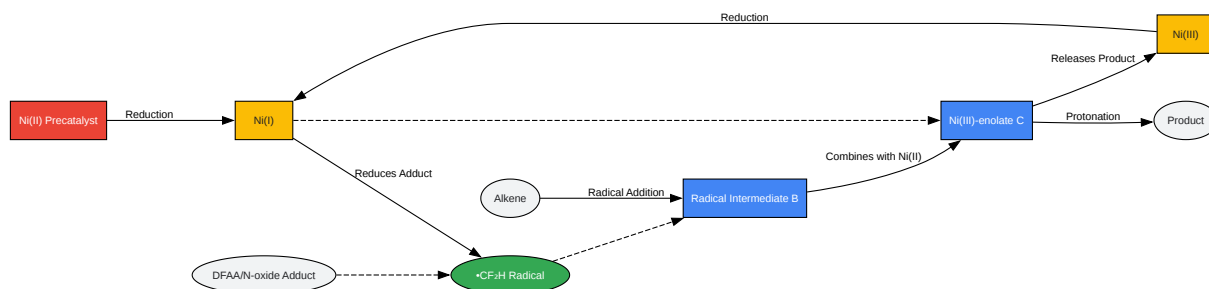 Reduction
Ni(III)
Releases Product
Ni(II) Precatalyst
Reduction
Ni(I)
Ni(III)-enolate C
Protonation
Product
Combines with Ni(II)
Reduces Adduct
Alkene
Radical Addition
Radical Intermediate B
DFAA/N-oxide Adduct
•CF₂H Radical